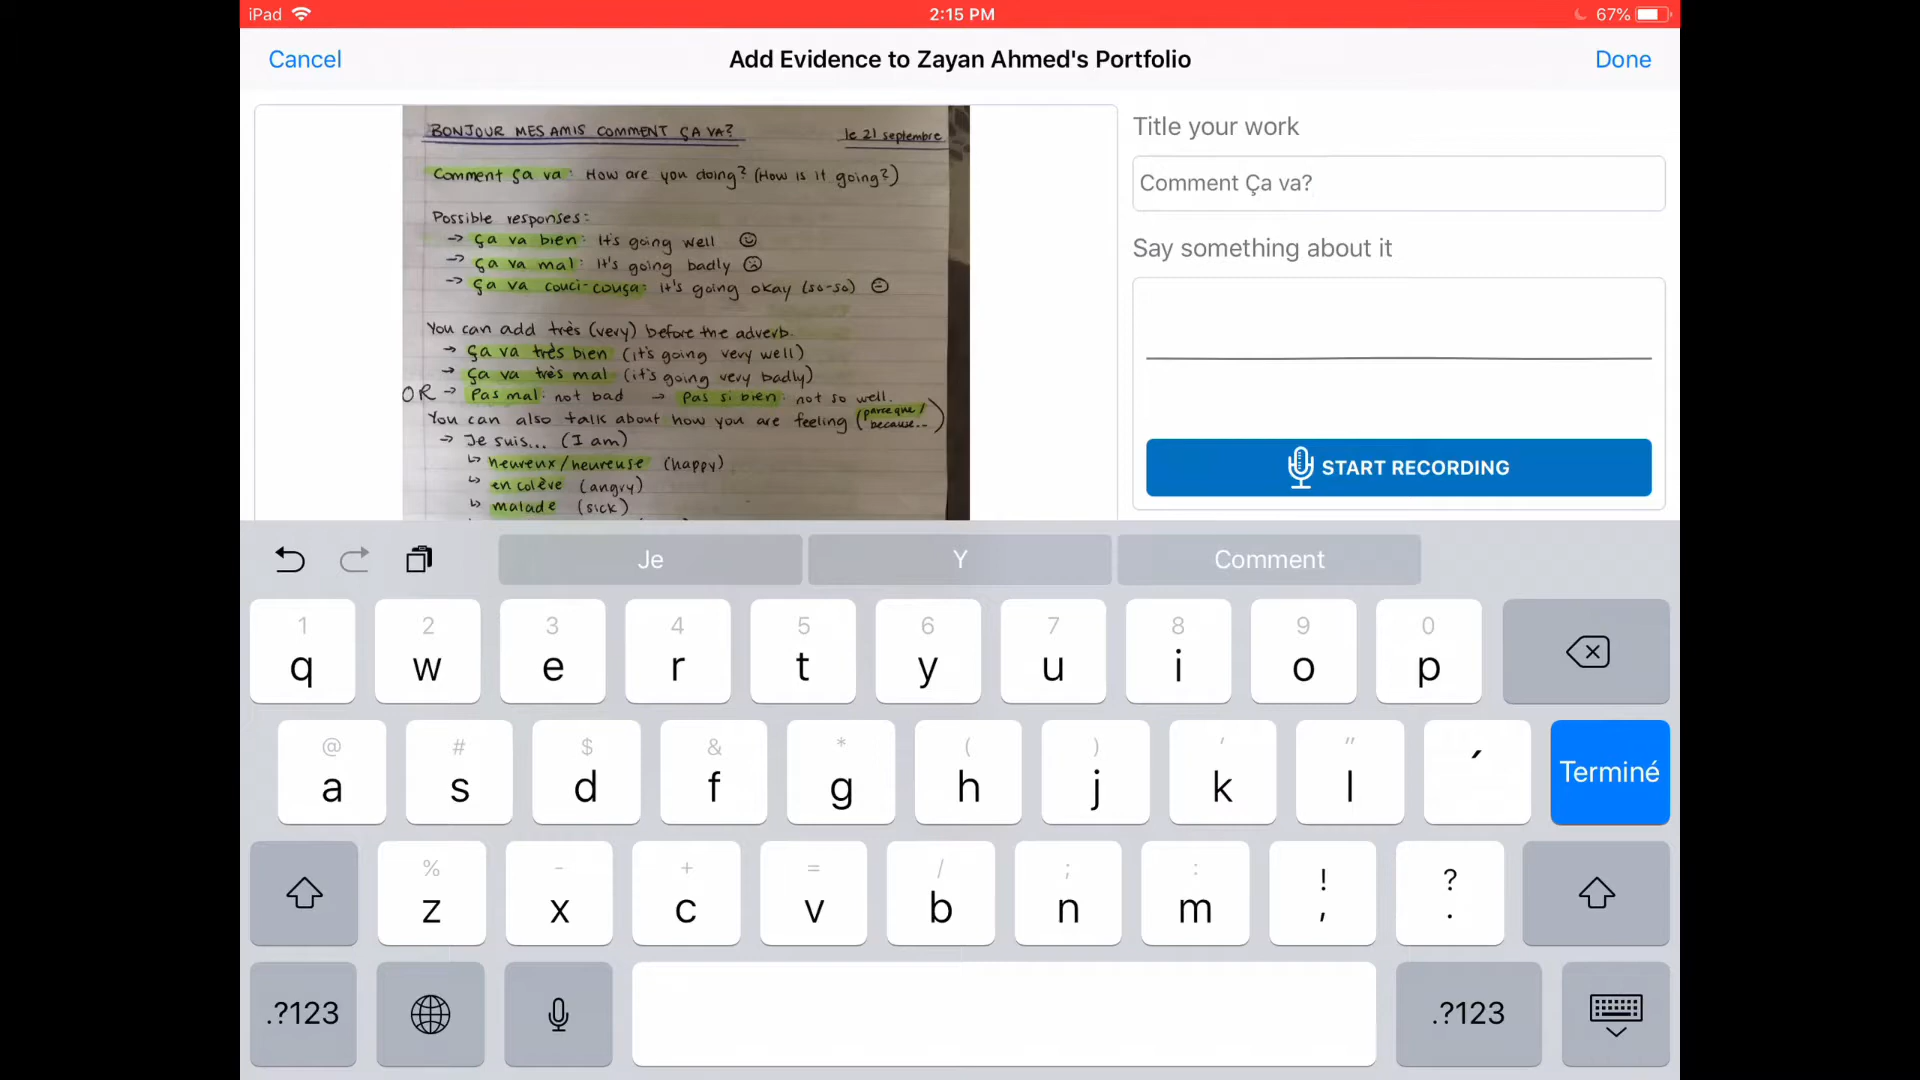 iPad
2:15 PM
67%
Cancel
Add Evidence to Zayan Ahmed's Portfolio
Done
BONJOUR MES AMIS COMMENT ÇA VA?
le 21 septembre
Comment ça va: How are you doing? (How is it going?)
Possible responses:
→ ça va bien: It's going well ☺
→ ça va mal: It's going badly ☹
→ ça va couci-couça: it's going okay (so-so)
You can add très (very) before the adverb.
→ ça va très bien (it's going very well)
→ ça va très mal (it's going very badly)
OR → Pas mal: not bad → Pas si bien: not so well.
You can also talk about how you are feeling (parse que/ because...)
→ Je suis... (I am)
↳ heureux/heureuse (happy)
↳ en colève (angry)
↳ malade (sick)
Title your work
Comment Ça va?
Say something about it
START RECORDING
Je Y Comment
1 2 3 4 5 6 7 8 9 0
q w e r t y u i o p
@ # $ & * ( ) ' "
a s d f g h j k l ´ Terminé
% - + = / ; : ! ?
z x c v b n m , .
.?123 .?123